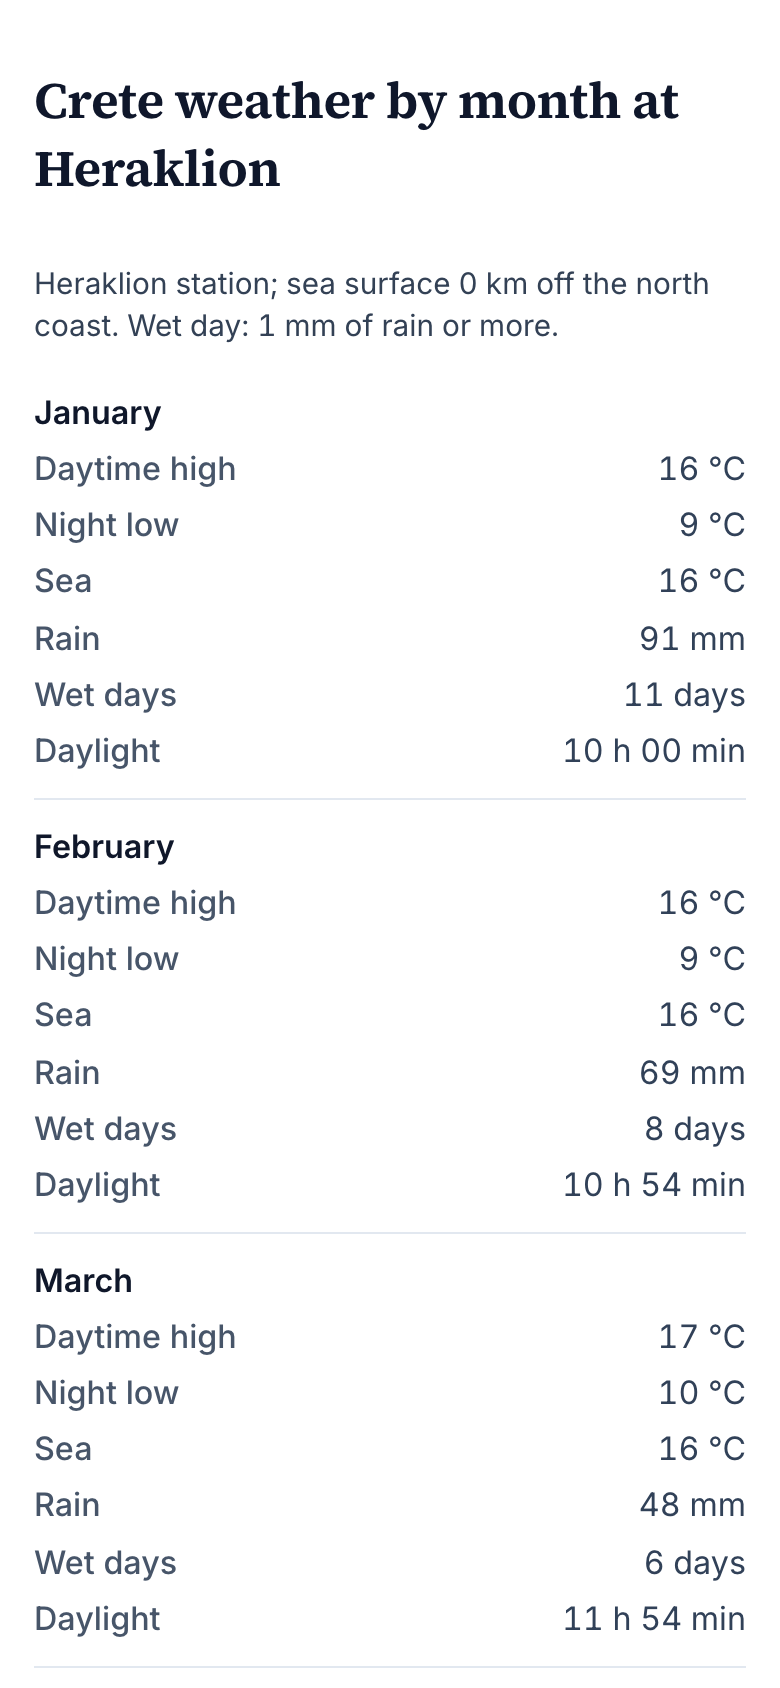 Crete weather by month at
Heraklion
Heraklion station; sea surface 0 km off the north
coast. Wet day: 1 mm of rain or more.
January
Daytime high 16 °C
Night low 9 °C
Sea 16 °C
Rain 91 mm
Wet days 11 days
Daylight 10 h 00 min
February
Daytime high 16 °C
Night low 9 °C
Sea 16 °C
Rain 69 mm
Wet days 8 days
Daylight 10 h 54 min
March
Daytime high 17 °C
Night low 10 °C
Sea 16 °C
Rain 48 mm
Wet days 6 days
Daylight 11 h 54 min